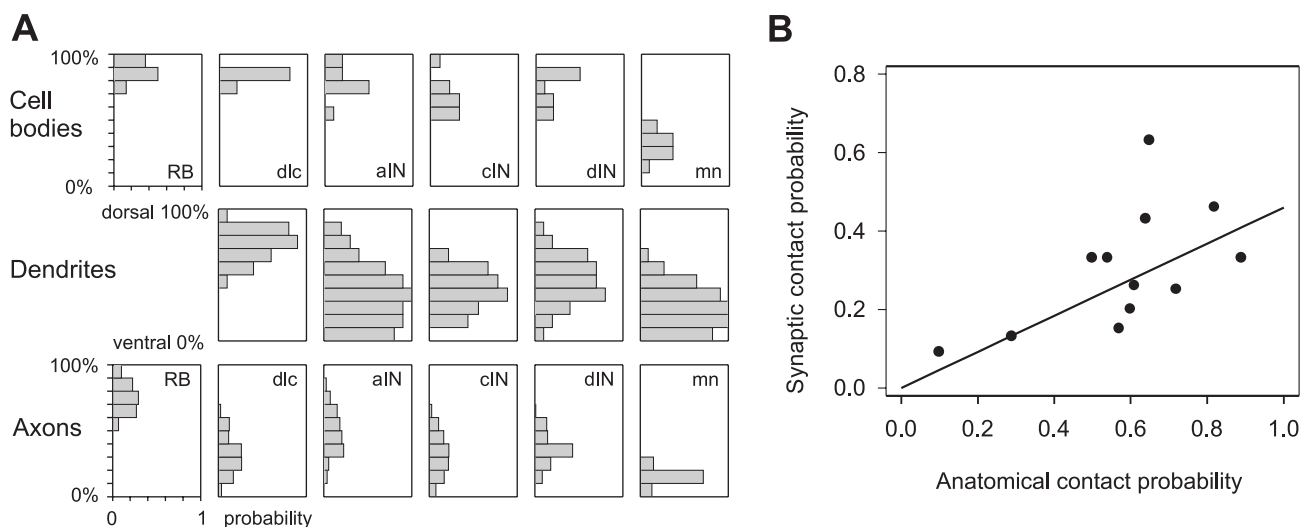 A
100%
Cell
bodies
0%
RB
dlc
aIN
cIN
dIN
mn
dorsal 100%
Dendrites
ventral 0%
100%
Axons
0%
RB
dlc
aIN
cIN
dIN
mn
0
1
probability
B
0.8
0.6
0.4
0.2
0.0
Synaptic contact probability
0.0 0.2 0.4 0.6 0.8 1.0
Anatomical contact probability